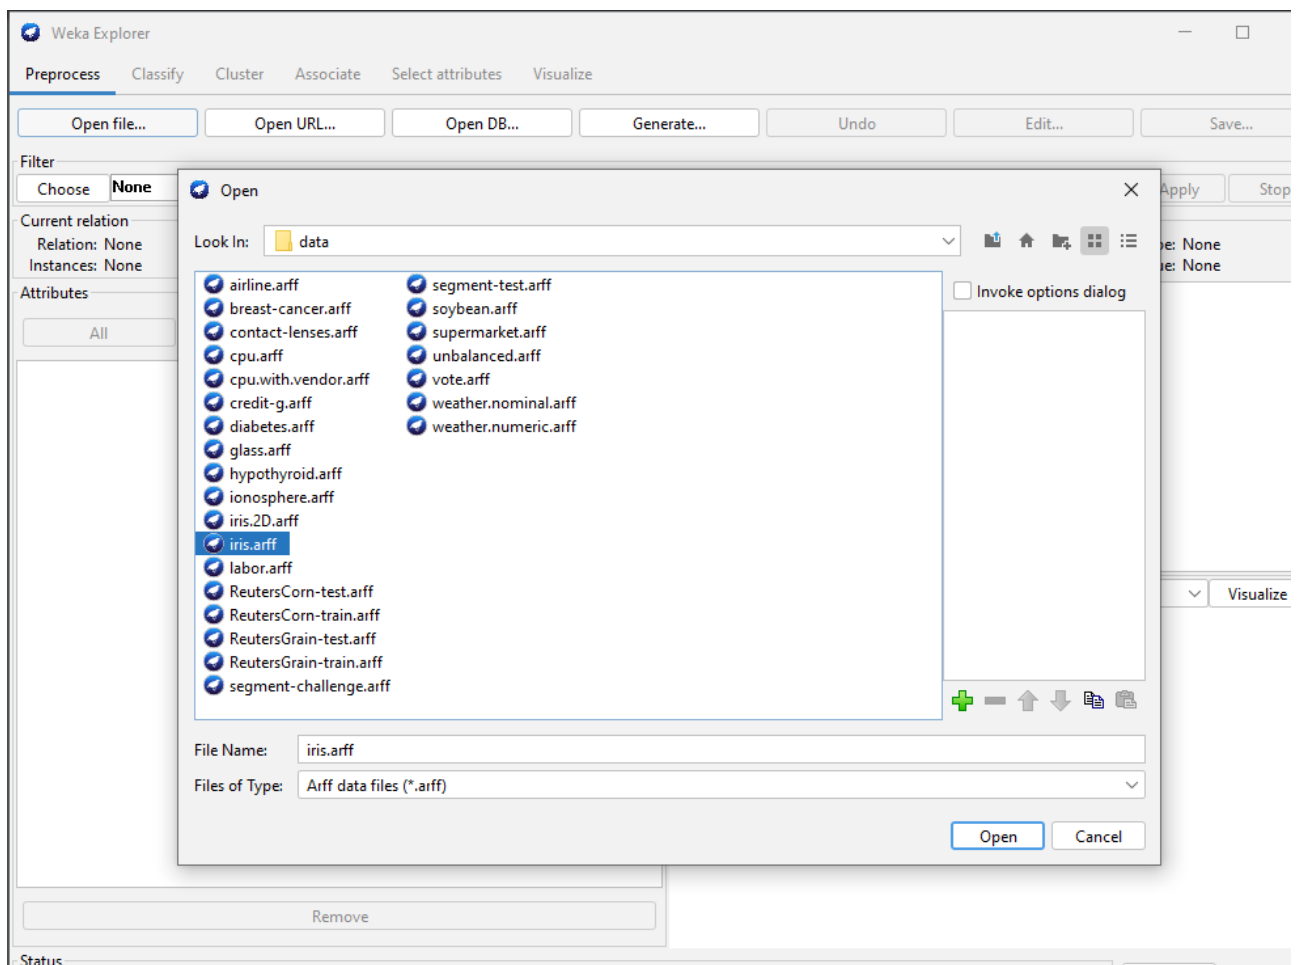 Weka Explorer
Preprocess Classify Cluster Associate Select attributes Visualize
Open file... Open URL... Open DB... Generate... Undo Edit... Save...
Filter
Choose None Apply Stop
Open
Current relation
Relation: None
Instances: None
None
None
Attributes
All
Look In: data
airline.arff
breast-cancer.arff
contact-lenses.arff
cpu.arff
cpu.with.vendor.arff
credit-g.arff
diabetes.arff
glass.arff
hypothyroid.arff
ionosphere.arff
iris.2D.arff
iris.arff
labor.arff
ReutersCorn-test.arff
ReutersCorn-train.arff
ReutersGrain-test.arff
ReutersGrain-train.arff
segment-challenge.arff
segment-test.arff
soybean.arff
supermarket.arff
unbalanced.arff
vote.arff
weather.nominal.arff
weather.numeric.arff
Invoke options dialog
Visualize
File Name: iris.arff
Files of Type: Arff data files (*.arff)
Open Cancel
Remove
Status